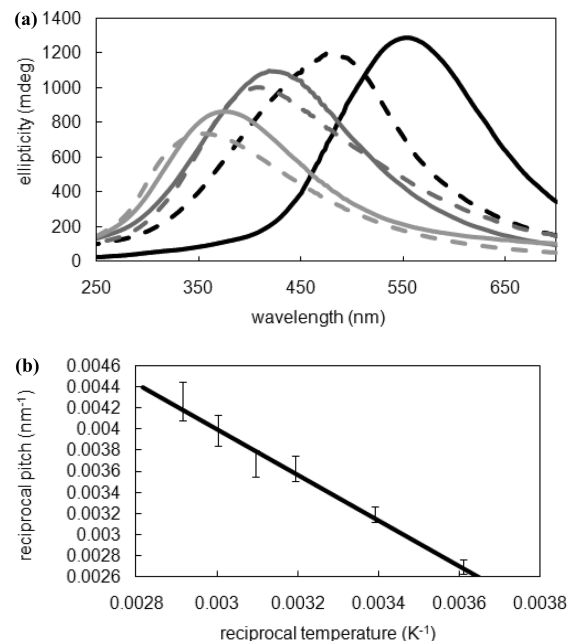 (a)
1400
1200
1000
800
600
400
200
0
ellipticity (mdeg)
250 350 450 550 650
wavelength (nm)
(b)
0.0046
0.0044
0.0042
0.004
0.0038
0.0036
0.0034
0.0032
0.003
0.0028
0.0026
reciprocal pitch (nm-1)
0.0028 0.003 0.0032 0.0034 0.0036 0.0038
reciprocal temperature (K-1)